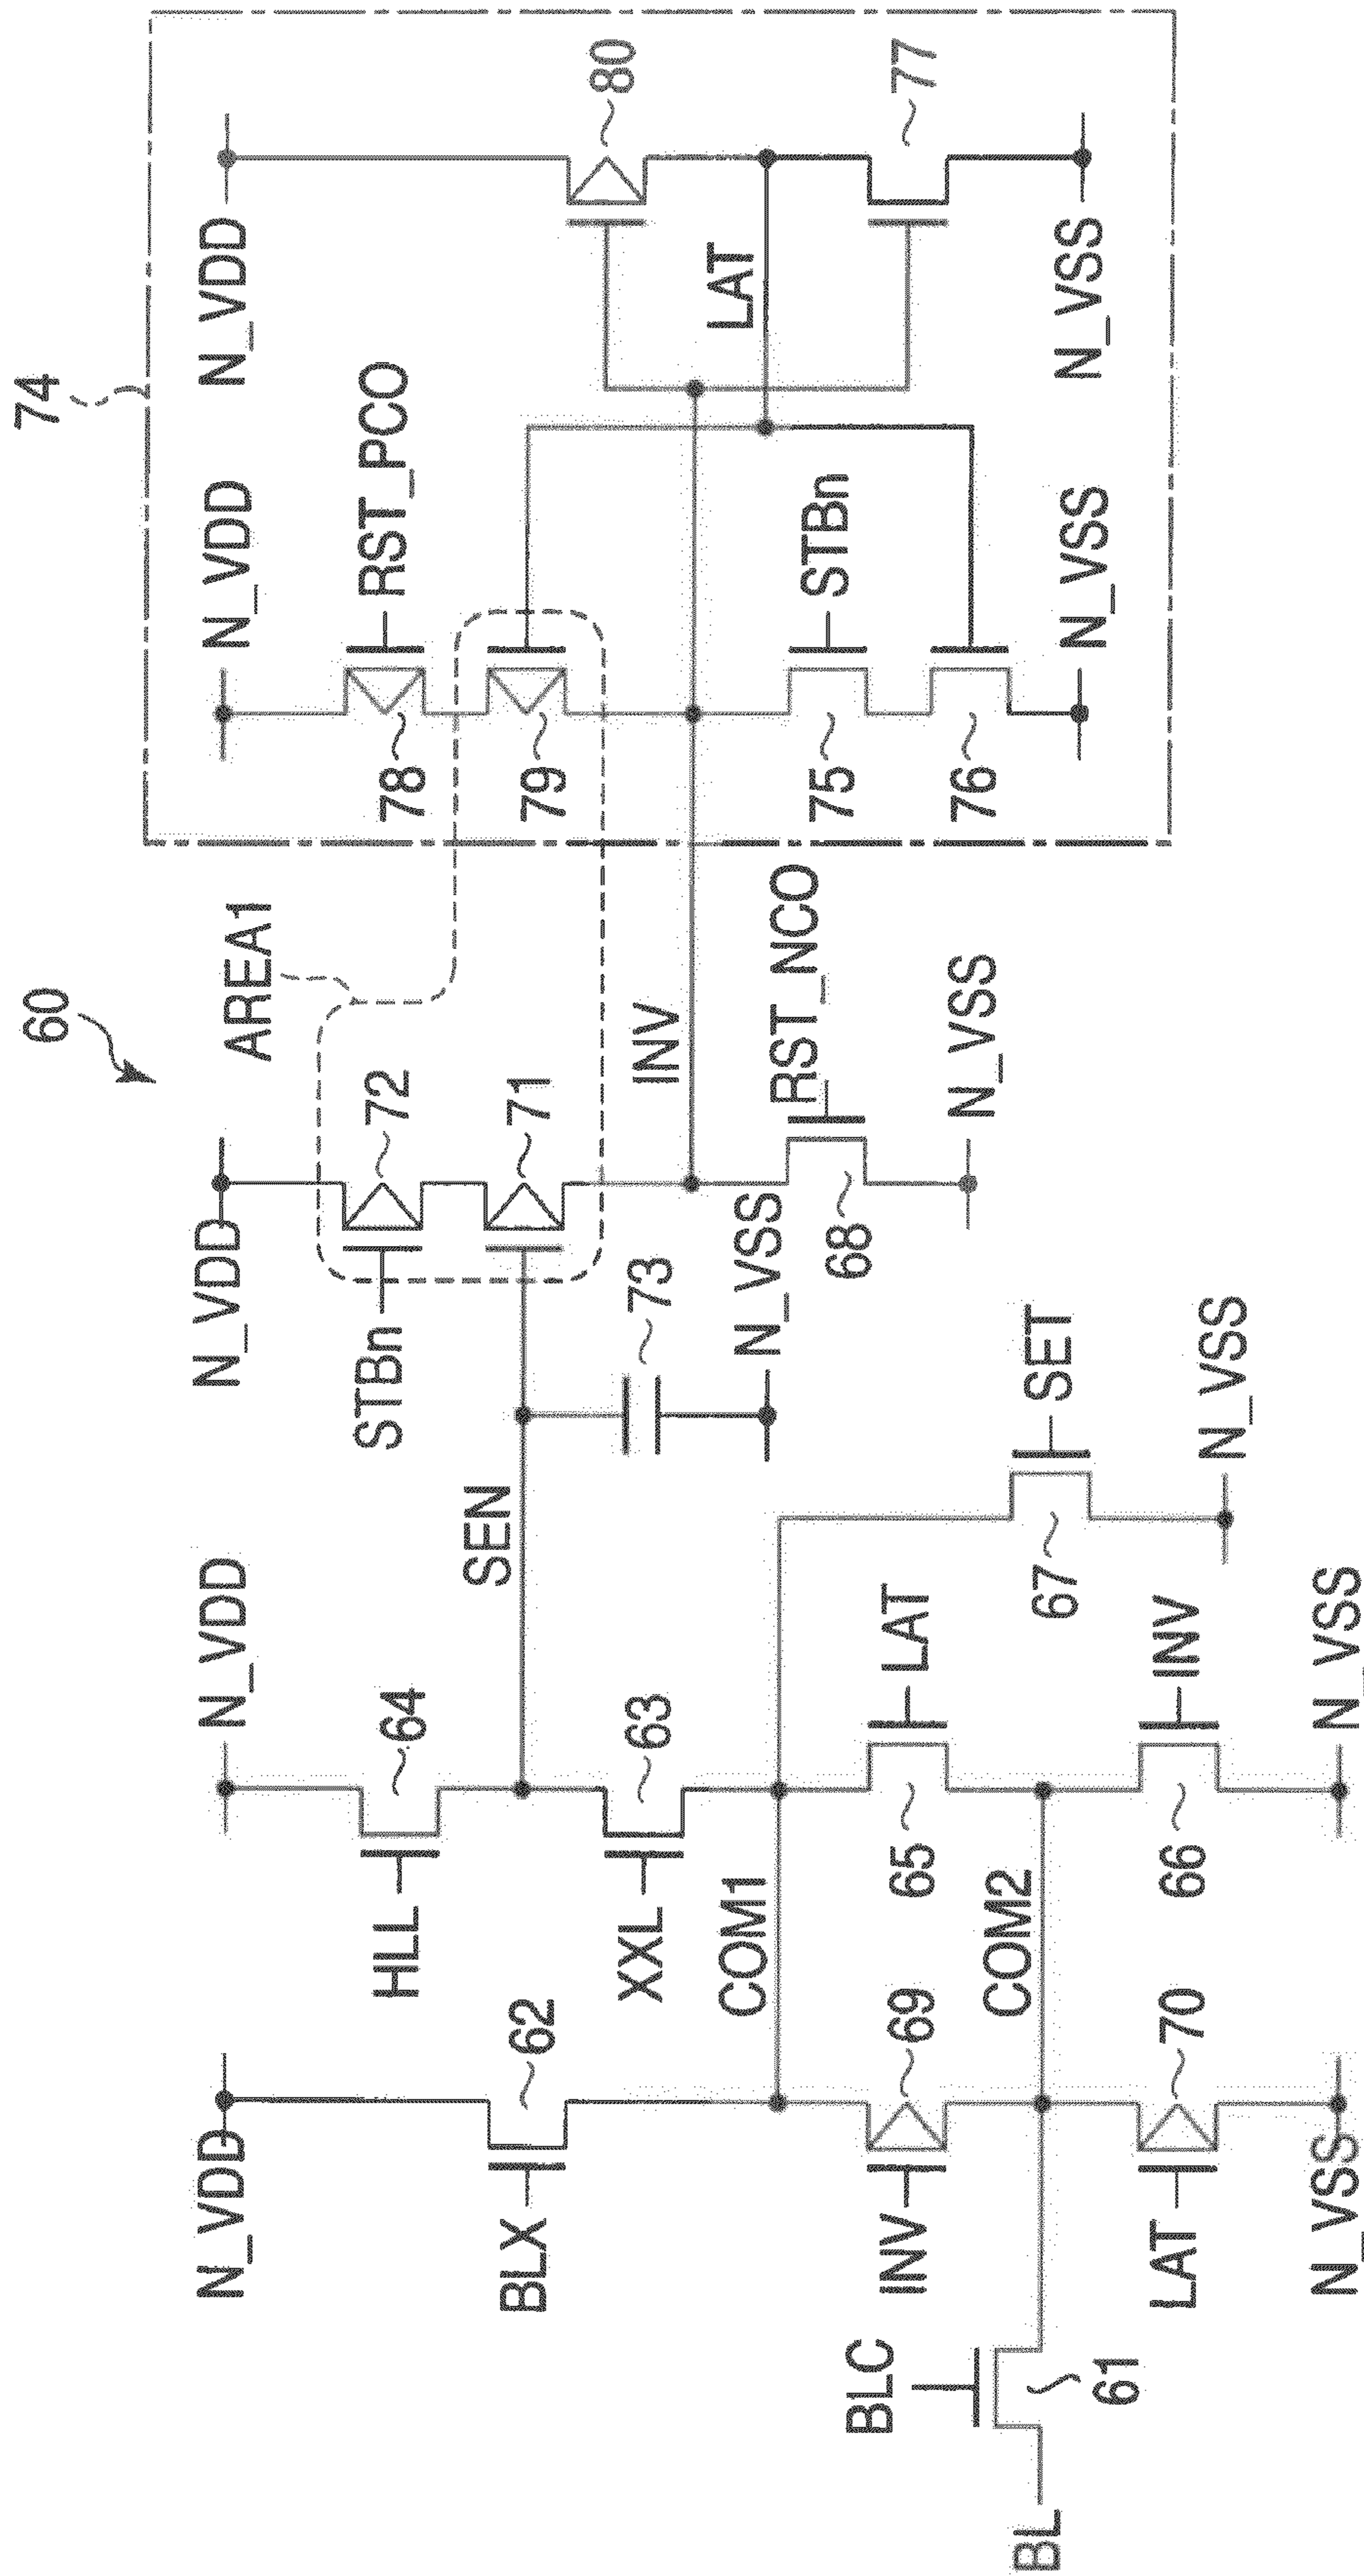 60
74
N_VDD
N_VDD
N_VDD
N_VDD
N_VDD
AREA1
BLX
62
HLL
64
STBn
72
78
RST_PCO
80
XXL
63
SEN
71
79
73
INV
LAT
COM1
N_VSS
RST_NCO
68
75
STBn
77
INV
69
65
LAT
BLC
61
BL
COM2
67
SET
N_VSS
76
N_VSS
N_VSS
LAT
70
66
INV
N_VSS
N_VSS
N_VSS